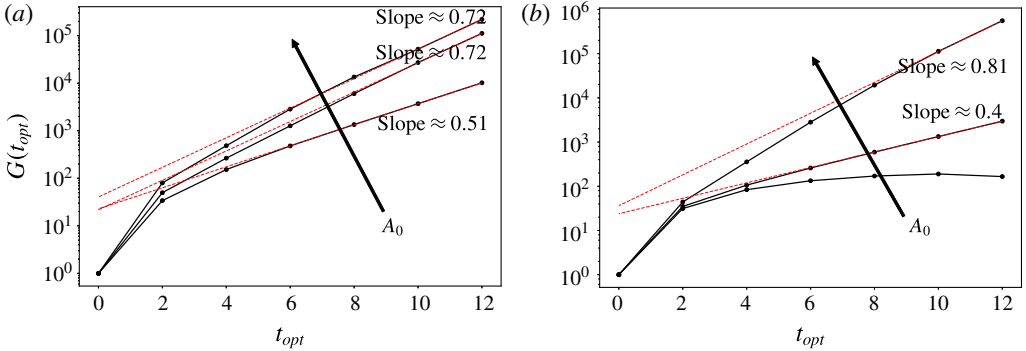 (a)
10^5
10^4
10^3
10^2
10^1
10^0
G(t_opt)
Slope ≈ 0.72
Slope ≈ 0.72
Slope ≈ 0.51
A_0
0 2 4 6 8 10 12
t_opt
(b)
10^6
10^5
10^4
10^3
10^2
10^1
10^0
Slope ≈ 0.81
Slope ≈ 0.4
A_0
0 2 4 6 8 10 12
t_opt